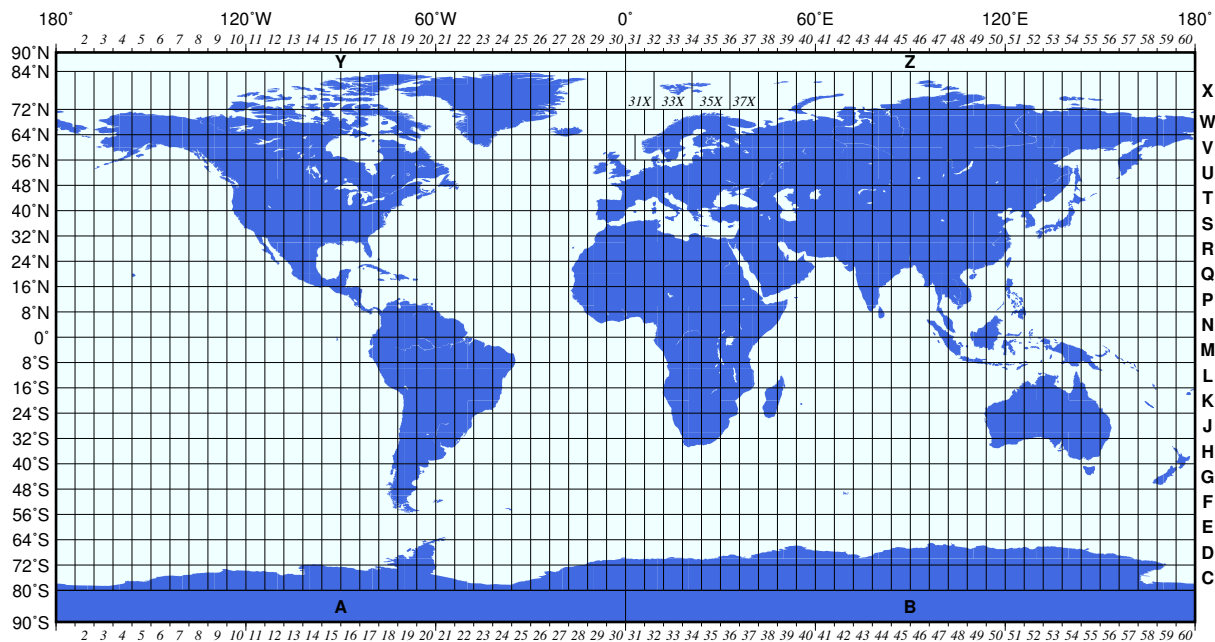 180˚ 120˚W 60˚W 0˚ 60˚E 120˚E 180˚
2 3 4 5 6 7 8 9 10 11 12 13 14 15 16 17 18 19 20 21 22 23 24 25 26 27 28 29 30 31 32 33 34 35 36 37 38 39 40 41 42 43 44 45 46 47 48 49 50 51 52 53 54 55 56 57 58 59 60
90˚N Y Z
84˚N
X
31X 33X 35X 37X
72˚N
W
64˚N
V
56˚N
U
48˚N
T
40˚N
S
32˚N
R
24˚N
Q
16˚N
P
8˚N
N
0˚
M
8˚S
L
16˚S
K
24˚S
J
32˚S
H
40˚S
G
48˚S
F
56˚S
E
64˚S
D
72˚S
C
80˚S
A B
90˚S
2 3 4 5 6 7 8 9 10 11 12 13 14 15 16 17 18 19 20 21 22 23 24 25 26 27 28 29 30 31 32 33 34 35 36 37 38 39 40 41 42 43 44 45 46 47 48 49 50 51 52 53 54 55 56 57 58 59 60